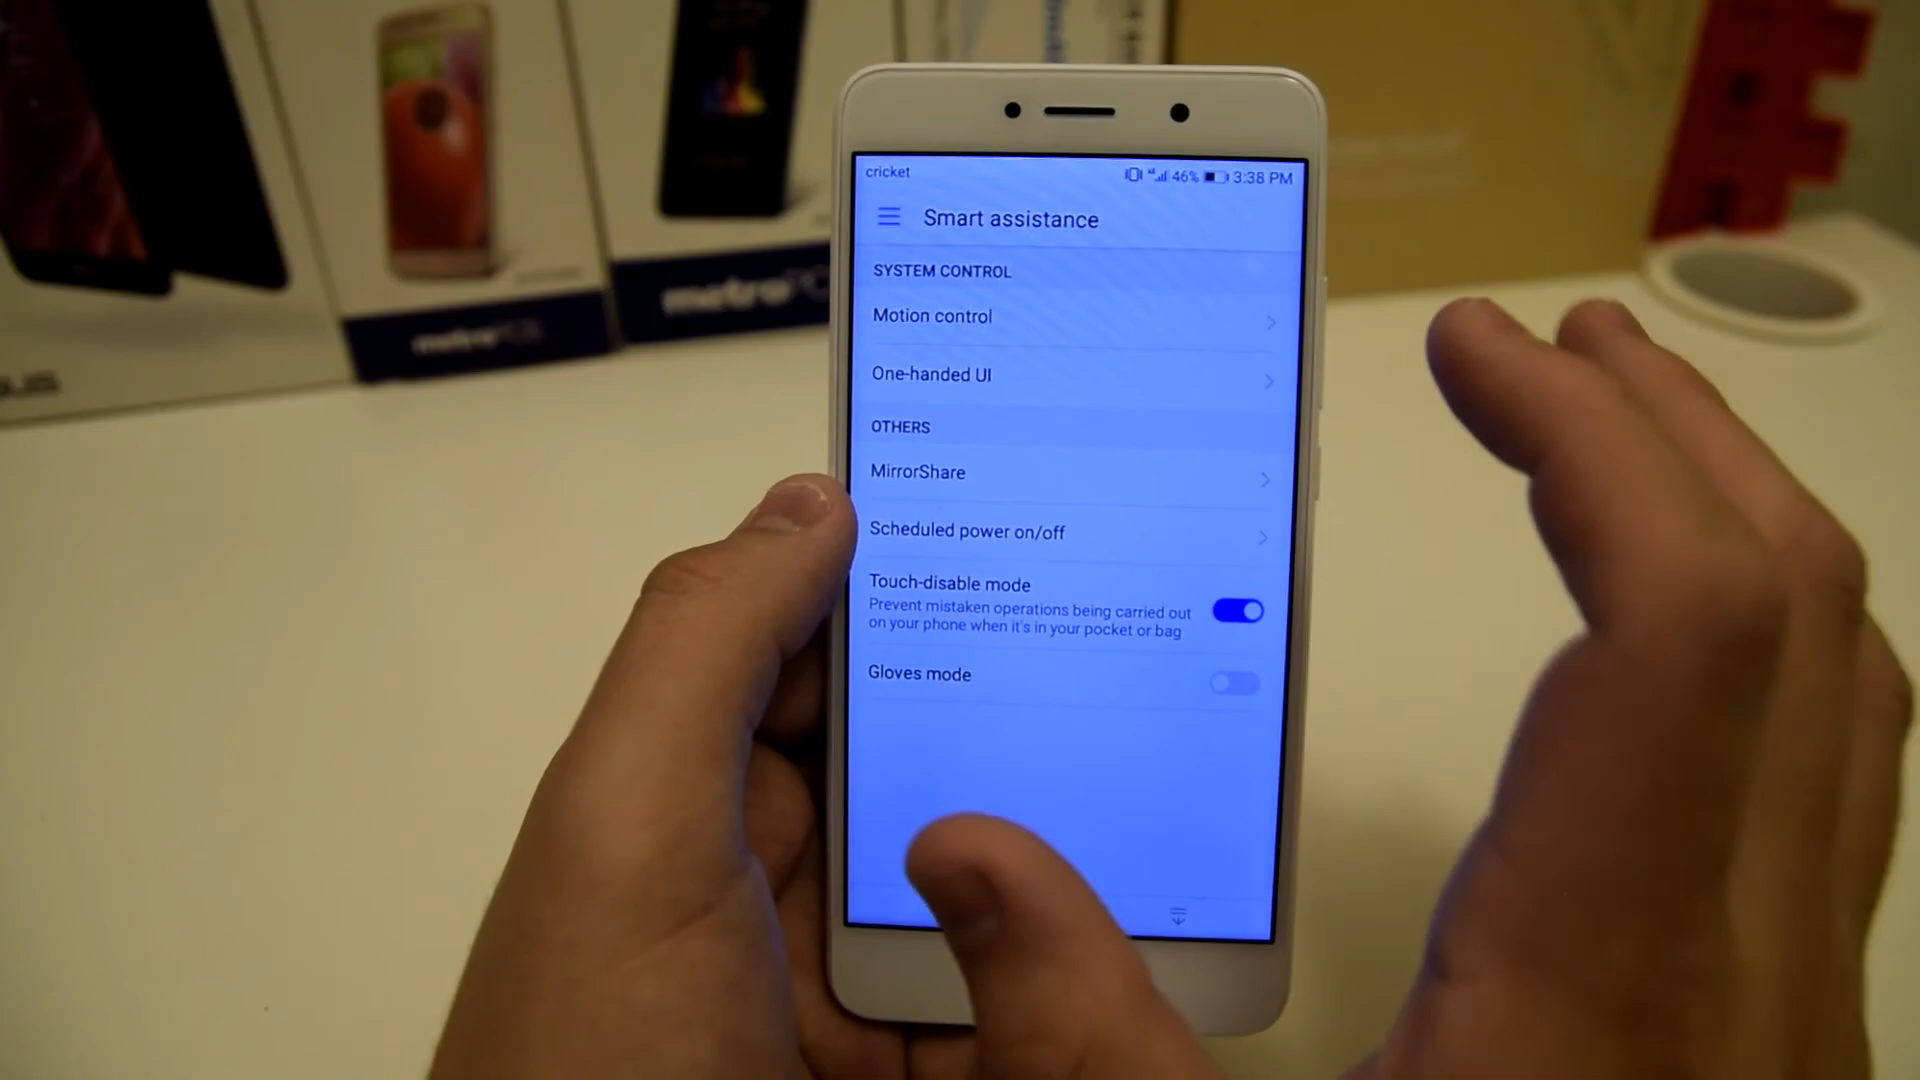 cricket
46% 3:38 PM
Smart assistance
SYSTEM CONTROL
Motion control
One-handed UI
OTHERS
MirrorShare
Scheduled power on/off
Touch-disable mode
Prevent mistaken operations being carried out
on your phone when it's in your pocket or bag
Gloves mode
metroPCS
metroPC